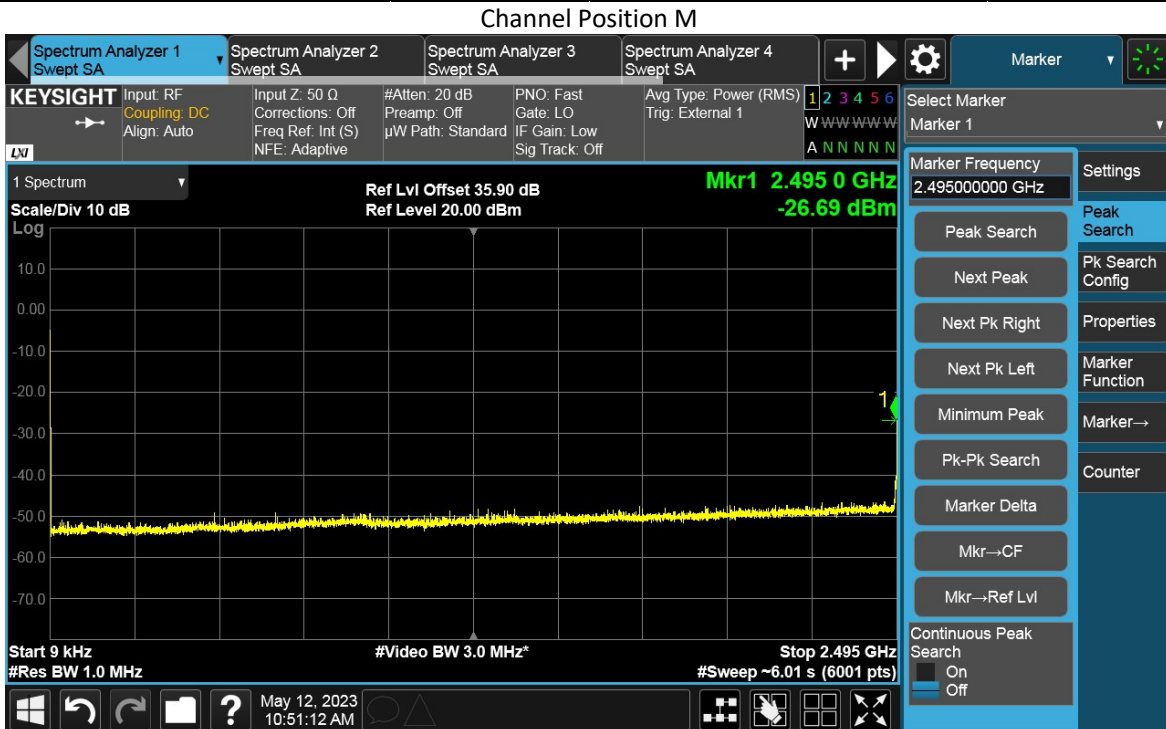 Channel Position M
Spectrum Analyzer 1
Swept SA
Spectrum Analyzer 2
Swept SA
Spectrum Analyzer 3
Swept SA
Spectrum Analyzer 4
Swept SA
Marker
KEYSIGHT
LXI
Input: RF
Coupling: DC
Align: Auto
Input Z: 50 Ω
Corrections: Off
Freq Ref: Int (S)
NFE: Adaptive
#Atten: 20 dB
Preamp: Off
µW Path: Standard
PNO: Fast
Gate: LO
IF Gain: Low
Sig Track: Off
Avg Type: Power (RMS)
Trig: External 1
1 2 3 4 5 6
W W W W W W
A N N N N N
Select Marker
Marker 1
1 Spectrum
Scale/Div 10 dB
Log
Ref Lvl Offset 35.90 dB
Ref Level 20.00 dBm
Mkr1 2.495 0 GHz
-26.69 dBm
10.0
0.00
-10.0
-20.0
-30.0
-40.0
-50.0
-60.0
-70.0
1
Start 9 kHz
#Res BW 1.0 MHz
#Video BW 3.0 MHz*
Stop 2.495 GHz
#Sweep ~6.01 s (6001 pts)
Marker Frequency
2.495000000 GHz
Peak Search
Next Peak
Next Pk Right
Next Pk Left
Minimum Peak
Pk-Pk Search
Marker Delta
Mkr→CF
Mkr→Ref Lvl
Continuous Peak
Search
On
Off
Settings
Peak
Search
Pk Search
Config
Properties
Marker
Function
Marker→
Counter
?
May 12, 2023
10:51:12 AM